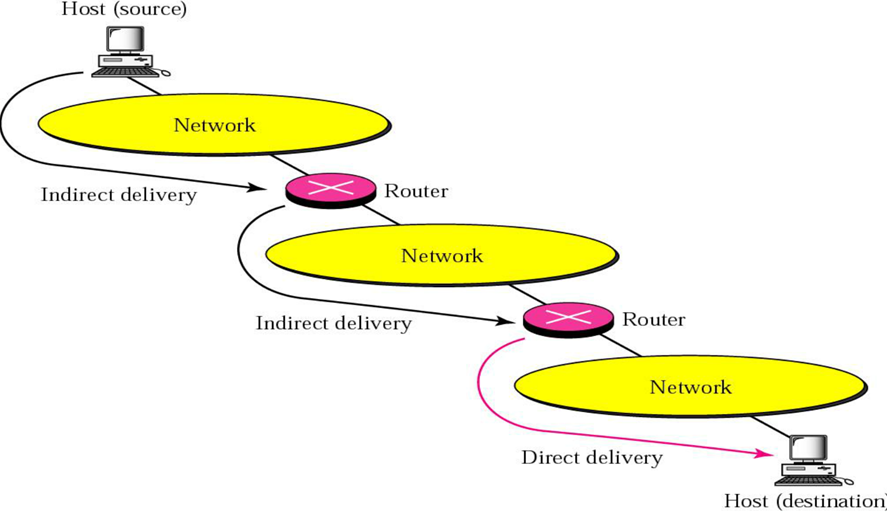 Host (source)
Network
Indirect delivery
Router
Network
Indirect delivery
Router
Network
Direct delivery
Host (destination)